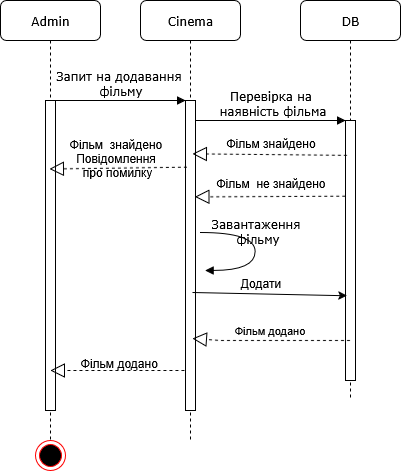 Admin
Cinema
DB
Запит на додавання
фільму
Перевірка на
наявність фільма
Фільм знайдено
Фільм знайдено
Повідомлення
про помилку
Фільм не знайдено
Завантаження
фільму
Додати
Фільм додано
Фільм додано